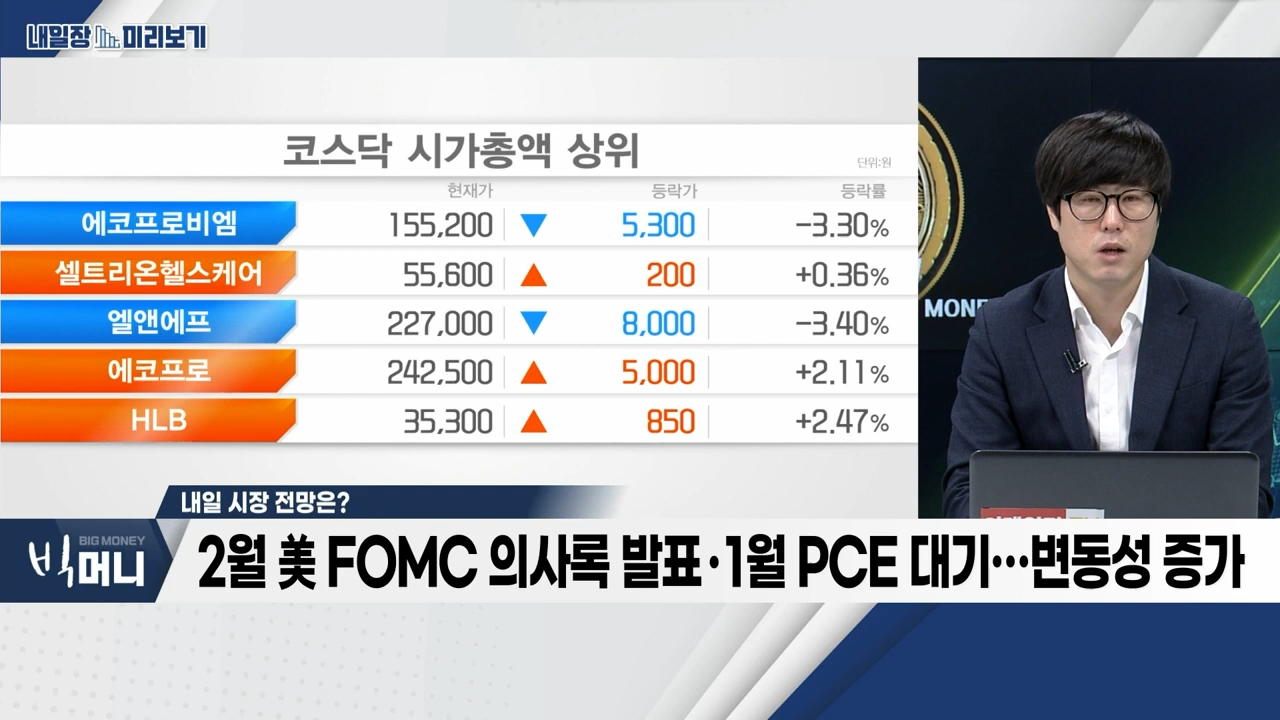 내일장 미리보기
코스닥 시가총액 상위
단위:원
현재가 등락가 등락률
에코프로비엠 155,200 ▼ 5,300 -3.30%
셀트리온헬스케어 55,600 ▲ 200 +0.36%
엘앤에프 227,000 ▼ 8,000 -3.40%
에코프로 242,500 ▲ 5,000 +2.11%
HLB 35,300 ▲ 850 +2.47%
MONE
내일 시장 전망은?
BIG MONEY
빅머니
2월 美 FOMC 의사록 발표·1월 PCE 대기…변동성 증가